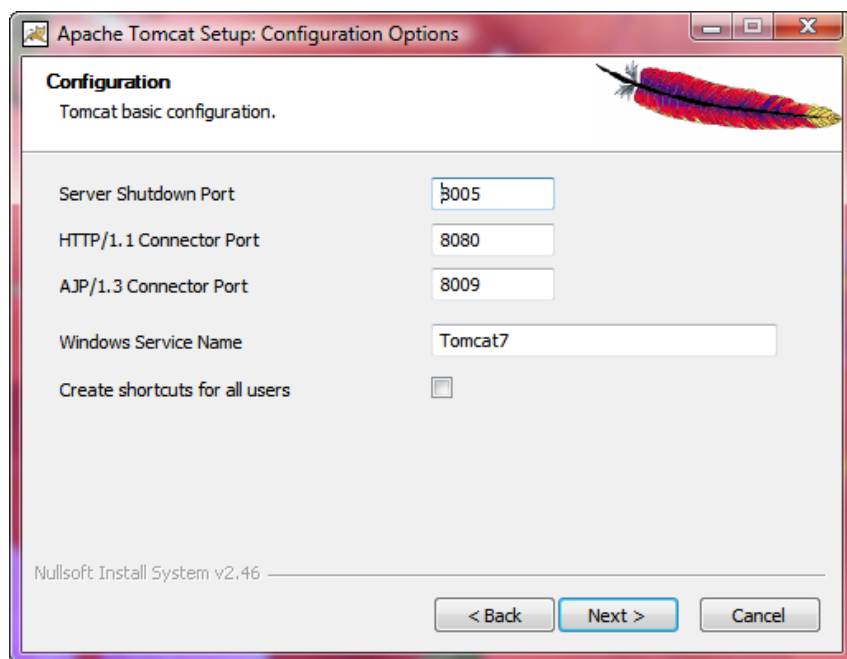 Apache Tomcat Setup: Configuration Options
Configuration
Tomcat basic configuration.
Server Shutdown Port 8005
HTTP/1.1 Connector Port 8080
AJP/1.3 Connector Port 8009
Windows Service Name Tomcat7
Create shortcuts for all users
Nullsoft Install System v2.46
< Back Next > Cancel